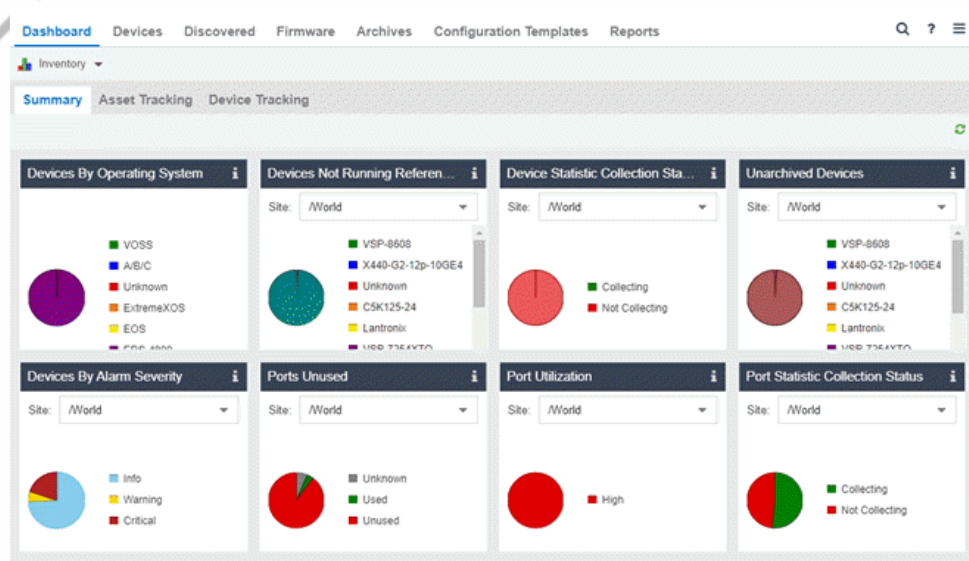 Dashboard Devices Discovered Firmware Archives Configuration Templates Reports ?
Inventory
Summary Asset Tracking Device Tracking
Devices By Operating System i
VOSS
A/B/C
Unknown
ExtremeXOS
EOS
Devices Not Running Referen... i
Site: /World
VSP-8608
X440-G2-12p-10GE4
Unknown
C5K125-24
Lantronix
Device Statistic Collection Sta... i
Site: /World
Collecting
Not Collecting
Unarchived Devices i
Site: /World
VSP-8608
X440-G2-12p-10GE4
Unknown
C5K125-24
Lantronix
Devices By Alarm Severity i
Site: /World
Info
Warning
Critical
Ports Unused i
Site: /World
Unknown
Used
Unused
Port Utilization i
Site: /World
High
Port Statistic Collection Status i
Site: /World
Collecting
Not Collecting